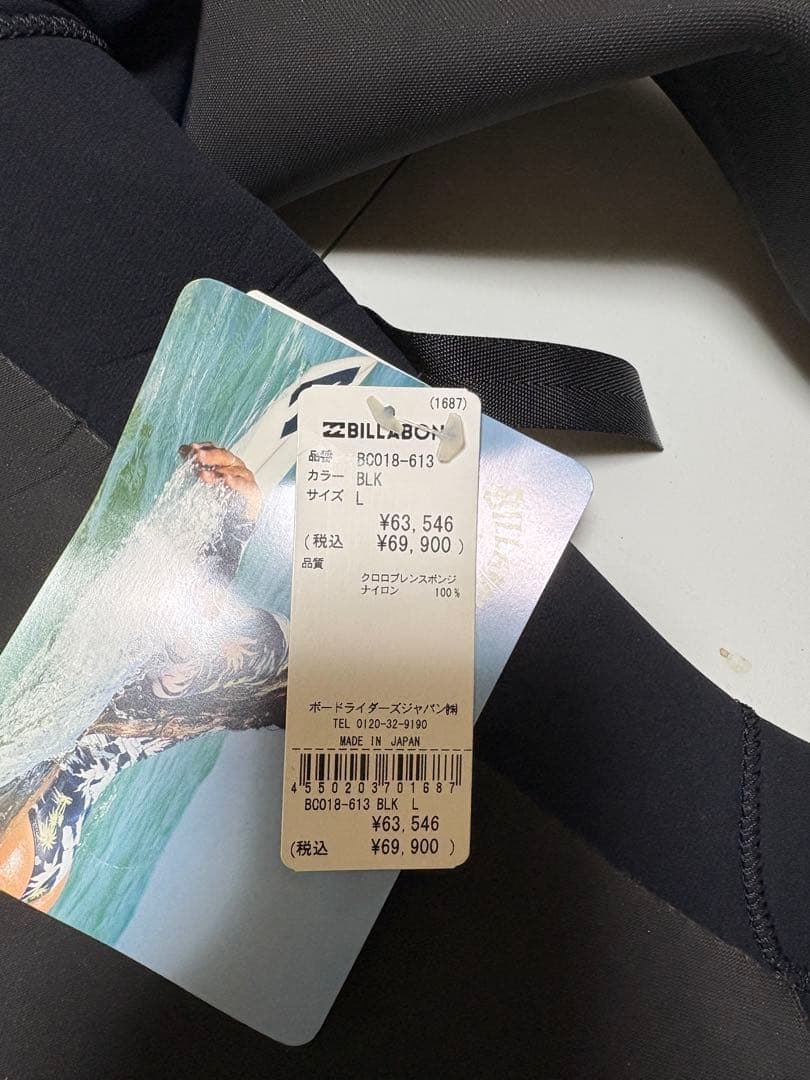 (1687)
BILLABON
品番 BC018-613
カラー BLK
サイズ L
¥63,546
(税込 ¥69,900)
品質
クロロプレンスポンジ
ナイロン 100%
ボードライダーズジャパン㈱
TEL 0120-32-9190
MADE IN JAPAN
4550203701687
BC018-613 BLK L
¥63,546
(税込 ¥69,900)